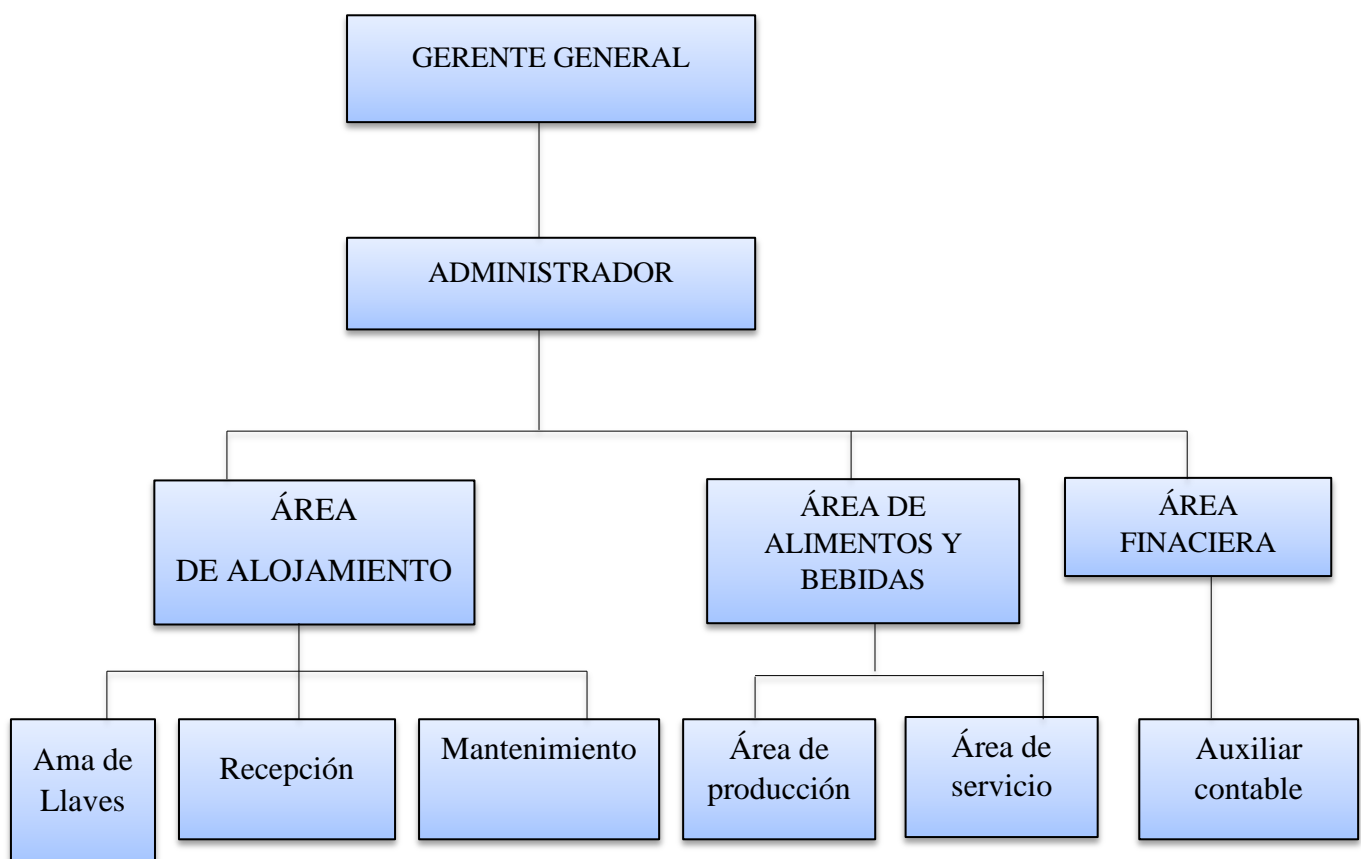 GERENTE GENERAL
ADMINISTRADOR
ÁREA
DE ALOJAMIENTO
ÁREA DE
ALIMENTOS Y
BEBIDAS
ÁREA
FINACIERA
Ama de
Llaves
Recepción
Mantenimiento
Área de
producción
Área de
servicio
Auxiliar
contable